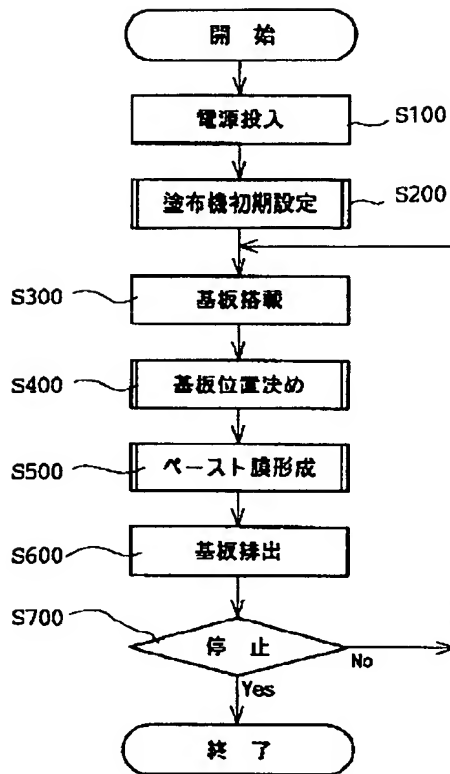 開 始
電源投入 S100
塗布機初期設定 S200
S300 基板搭載
S400 基板位置決め
S500 ペースト膜形成
S600 基板排出
S700 停 止
No
Yes
終 了